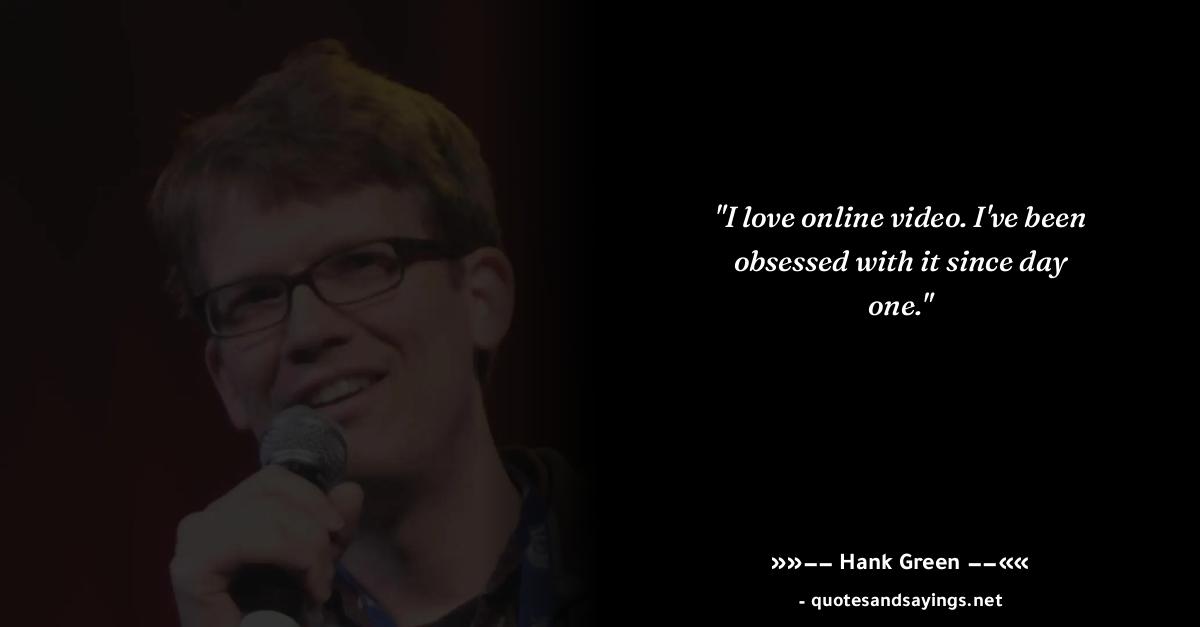 "I love online video. I've been
obsessed with it since day
one."
»»−− Hank Green −−««
- quotesandsayings.net